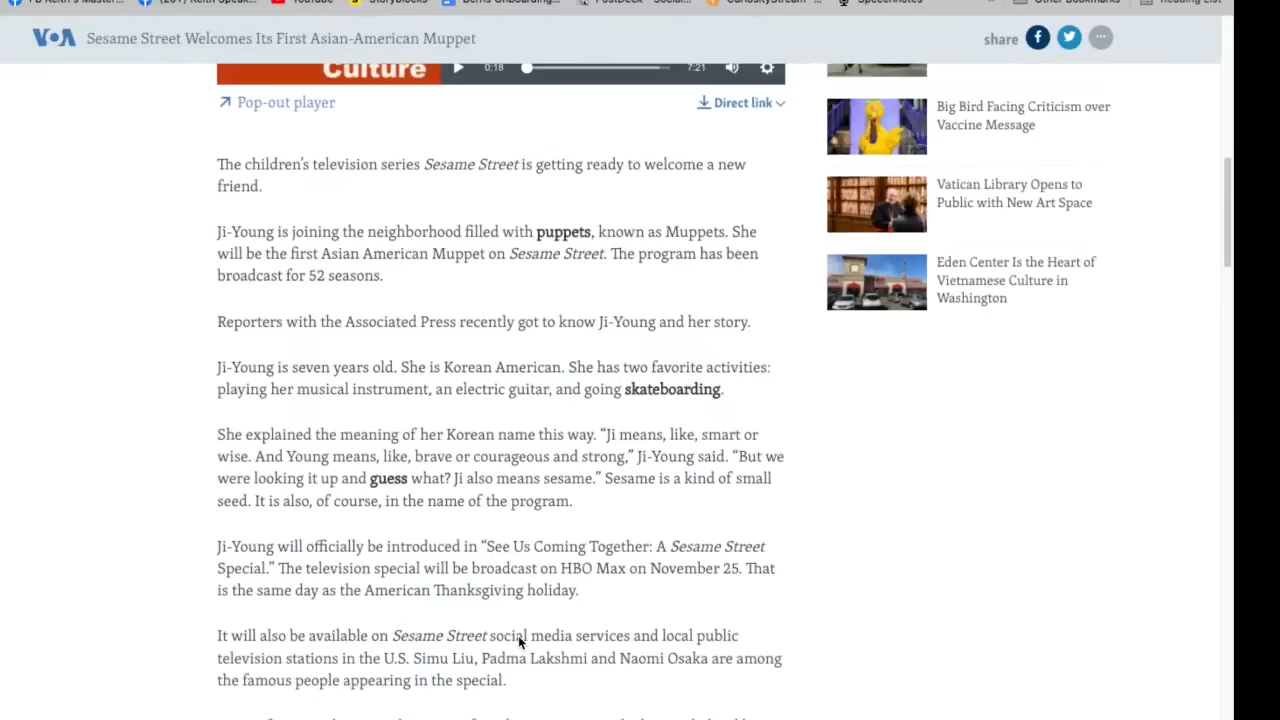 YouTube
Storyblocks
VOA Sesame Street Welcomes Its First Asian-American Muppet
share
Culture
0:18
7:21
Pop-out player
Direct link
The children's television series Sesame Street is getting ready to welcome a new
friend.
Ji-Young is joining the neighborhood filled with puppets, known as Muppets. She
will be the first Asian American Muppet on Sesame Street. The program has been
broadcast for 52 seasons.
Reporters with the Associated Press recently got to know Ji-Young and her story.
Ji-Young is seven years old. She is Korean American. She has two favorite activities:
playing her musical instrument, an electric guitar, and going skateboarding.
She explained the meaning of her Korean name this way. “Ji means, like, smart or
wise. And Young means, like, brave or courageous and strong,” Ji-Young said. “But we
were looking it up and guess what? Ji also means sesame.” Sesame is a kind of small
seed. It is also, of course, in the name of the program.
Ji-Young will officially be introduced in “See Us Coming Together: A Sesame Street
Special.” The television special will be broadcast on HBO Max on November 25. That
is the same day as the American Thanksgiving holiday.
It will also be available on Sesame Street social media services and local public
television stations in the U.S. Simu Liu, Padma Lakshmi and Naomi Osaka are among
the famous people appearing in the special.
Big Bird Facing Criticism over
Vaccine Message
Vatican Library Opens to
Public with New Art Space
Eden Center Is the Heart of
Vietnamese Culture in
Washington